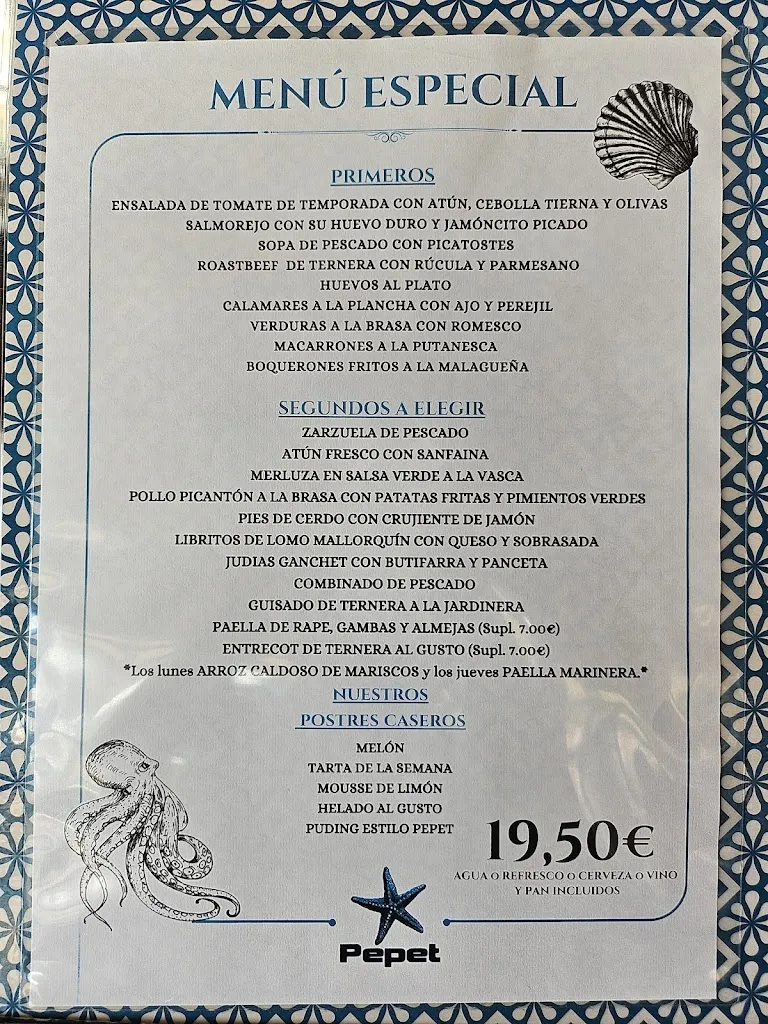 MENÚ ESPECIAL
PRIMEROS
ENSALADA DE TOMATE DE TEMPORADA CON ATÚN, CEBOLLA TIERNA Y OLIVAS
SALMOREJO CON SU HUEVO DURO Y JAMÓNCITO PICADO
SOPA DE PESCADO CON PICATOSTES
ROASTBEEF DE TERNERA CON RÚCULA Y PARMESANO
HUEVOS AL PLATO
CALAMARES A LA PLANCHA CON AJO Y PEREJIL
VERDURAS A LA BRASA CON ROMESCO
MACARRONES A LA PUTANESCA
BOQUERONES FRITOS A LA MALAGUEÑA
SEGUNDOS A ELEGIR
ZARZUELA DE PESCADO
ATÚN FRESCO CON SANFAINA
MERLUZA EN SALSA VERDE A LA VASCA
POLLO PICANTÓN A LA BRASA CON PATATAS FRITAS Y PIMIENTOS VERDES
PIES DE CERDO CON CRUJIENTE DE JAMÓN
LIBRITOS DE LOMO MALLORQUÍN CON QUESO Y SOBRASADA
JUDIAS GANCHET CON BUTIFARRA Y PANCETA
COMBINADO DE PESCADO
GUISADO DE TERNERA A LA JARDINERA
PAELLA DE RAPE, GAMBAS Y ALMEJAS (Supl. 7.00€)
ENTRECOT DE TERNERA AL GUSTO (Supl. 7.00€)
*Los lunes ARROZ CALDOSO DE MARISCOS y los jueves PAELLA MARINERA.*
NUESTROS
POSTRES CASEROS
MELÓN
TARTA DE LA SEMANA
MOUSSE DE LIMÓN
HELADO AL GUSTO
PUDING ESTILO PEPET
19,50€
AGUA O REFRESCO O CERVEZA O VINO
Y PAN INCLUIDOS
Pepet